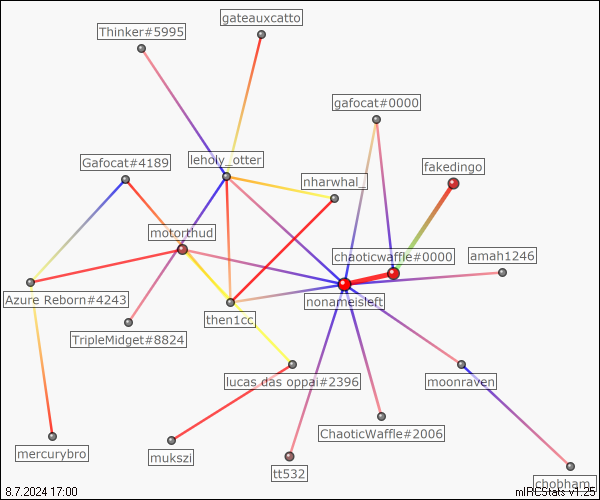 gateauxcatto
Thinker#5995
gafocat#0000
leholy_otter
Gafocat#4189
fakedingo
nharwhal_
motorthud
chaoticwaffle#0000
amah1246
Azure Reborn#4243
nonameisleft
then1cc
TripleMidget#8824
lucas das oppai#2396
moonraven
ChaoticWaffle#2006
mercurybro
mukszi
tt532
chobham_
8.7.2024 17:00
mIRCStats v1.25